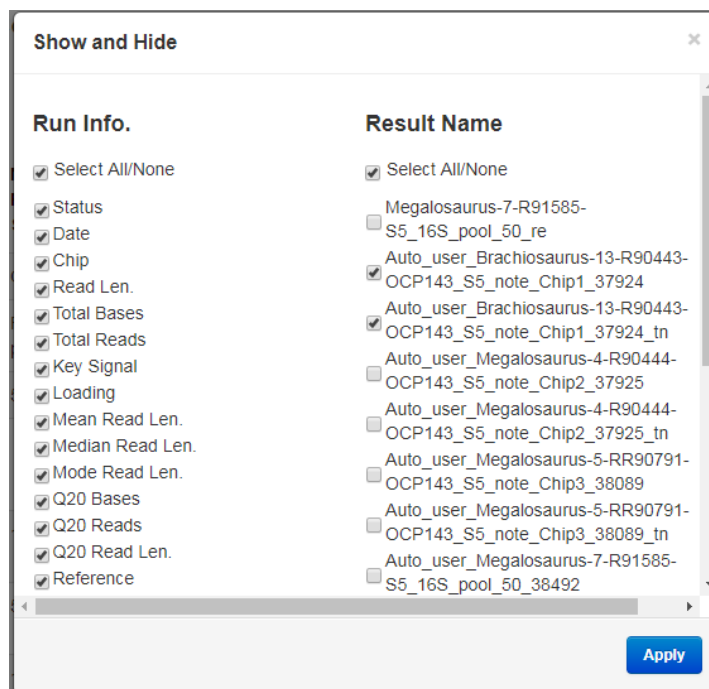 Show and Hide
×
Run Info.
Select All/None
Status
Date
Chip
Read Len.
Total Bases
Total Reads
Key Signal
Loading
Mean Read Len.
Median Read Len.
Mode Read Len.
Q20 Bases
Q20 Reads
Q20 Read Len.
Reference
Result Name
Select All/None
Megalosaurus-7-R91585-
S5_16S_pool_50_re
Auto_user_Brachiosaurus-13-R90443-
OCP143_S5_note_Chip1_37924
Auto_user_Brachiosaurus-13-R90443-
OCP143_S5_note_Chip1_37924_tn
Auto_user_Megalosaurus-4-R90444-
OCP143_S5_note_Chip2_37925
Auto_user_Megalosaurus-4-R90444-
OCP143_S5_note_Chip2_37925_tn
Auto_user_Megalosaurus-5-RR90791-
OCP143_S5_note_Chip3_38089
Auto_user_Megalosaurus-5-RR90791-
OCP143_S5_note_Chip3_38089_tn
Auto_user_Megalosaurus-7-R91585-
S5_16S_pool_50_38492
Apply